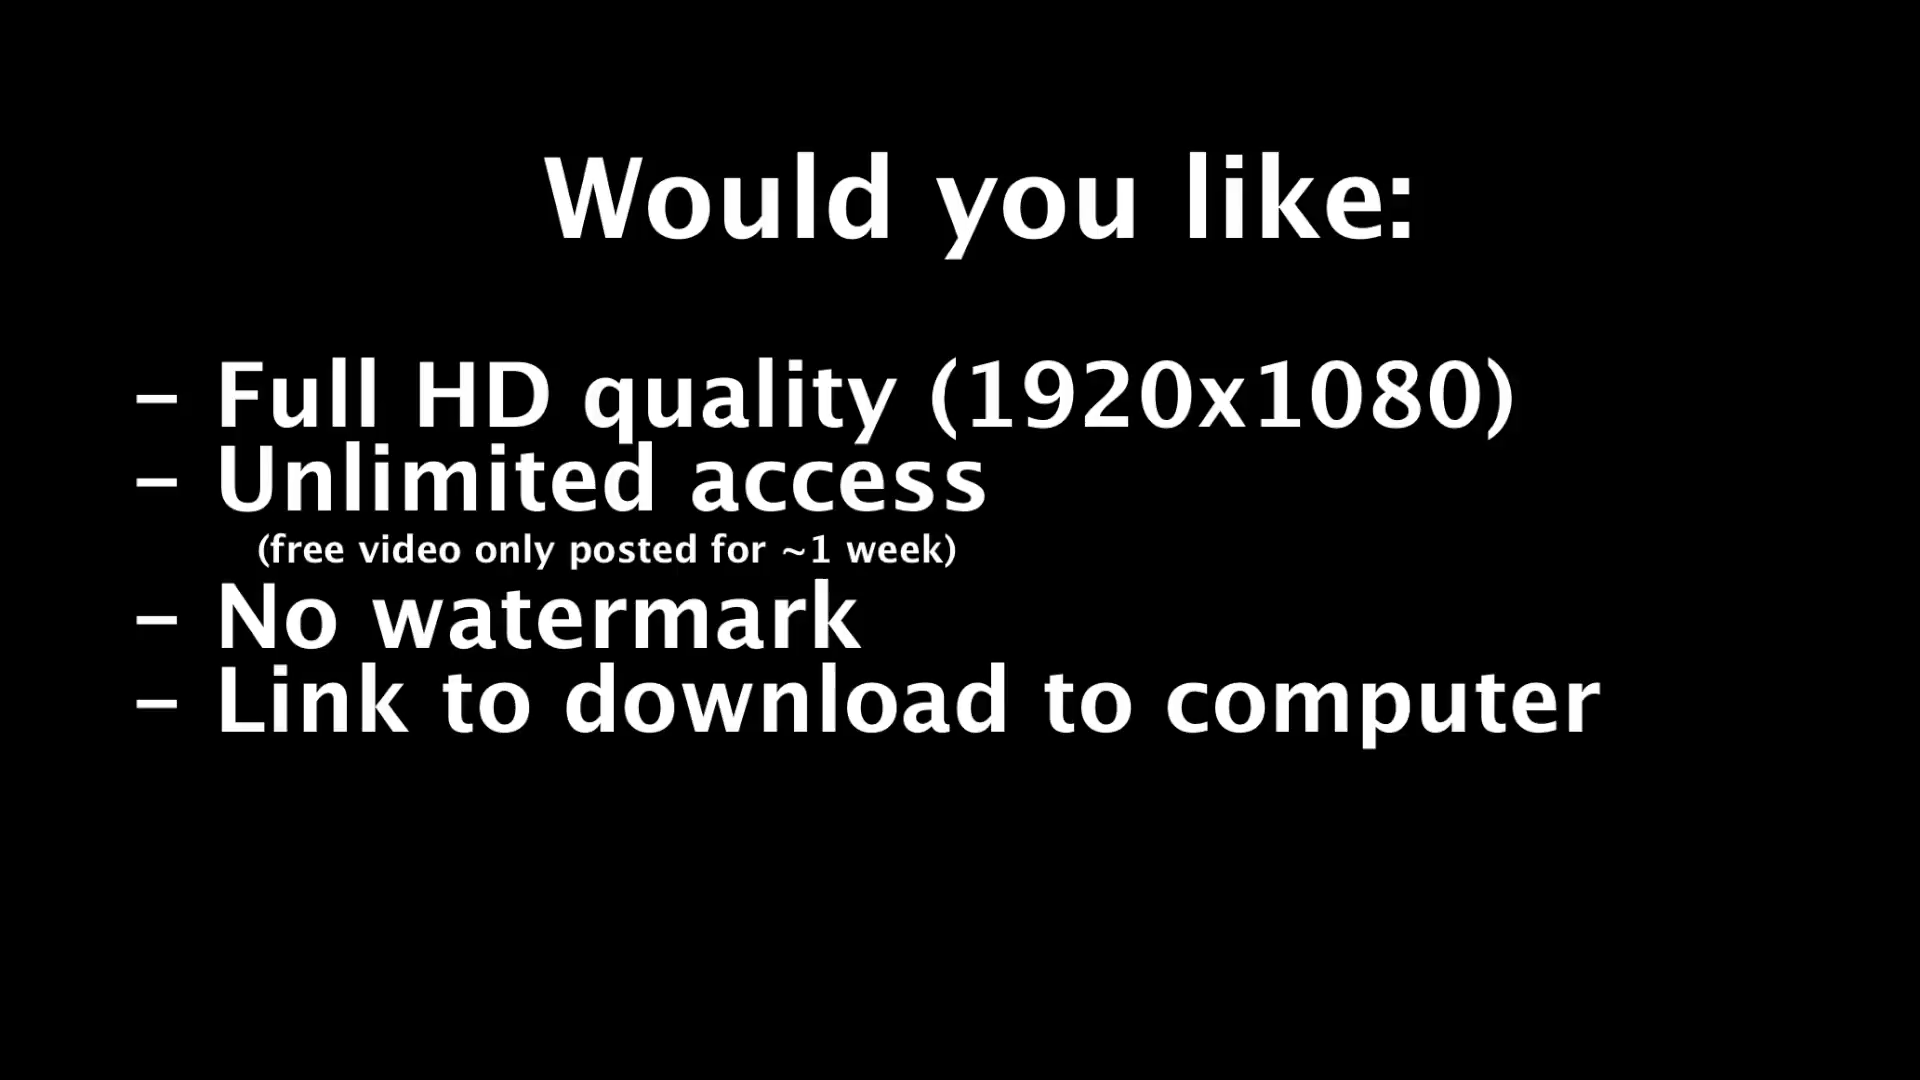 Would you like:
- Full HD quality (1920x1080)
- Unlimited access
(free video only posted for ~1 week)
- No watermark
- Link to download to computer